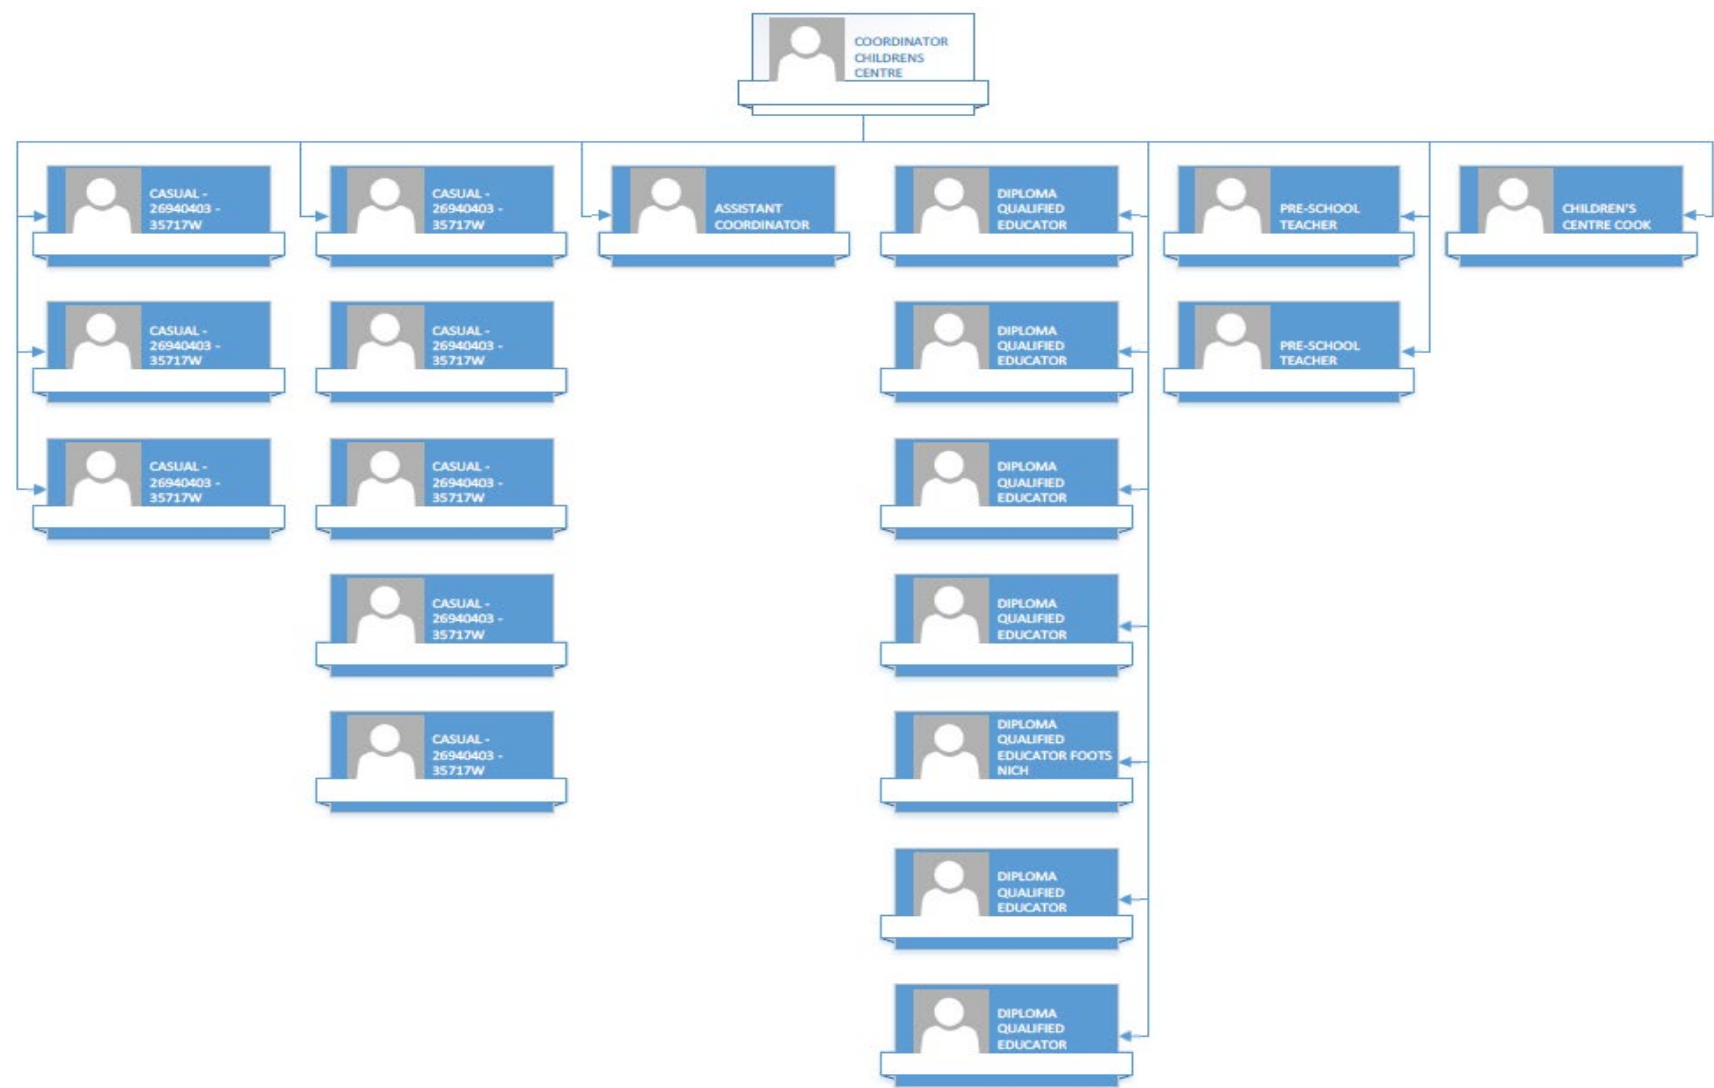 COORDINATOR
CHILDRENS
CENTRE
CASUAL -
26940403 -
35717W
CASUAL -
26940403 -
35717W
ASSISTANT
COORDINATOR
DIPLOMA
QUALIFIED
EDUCATOR
PRE-SCHOOL
TEACHER
CHILDREN'S
CENTRE COOK
CASUAL -
26940403 -
35717W
CASUAL -
26940403 -
35717W
DIPLOMA
QUALIFIED
EDUCATOR
PRE-SCHOOL
TEACHER
CASUAL -
26940403 -
35717W
CASUAL -
26940403 -
35717W
DIPLOMA
QUALIFIED
EDUCATOR
CASUAL -
26940403 -
35717W
DIPLOMA
QUALIFIED
EDUCATOR
CASUAL -
26940403 -
35717W
DIPLOMA
QUALIFIED
EDUCATOR FOOTS
NICH
DIPLOMA
QUALIFIED
EDUCATOR
DIPLOMA
QUALIFIED
EDUCATOR